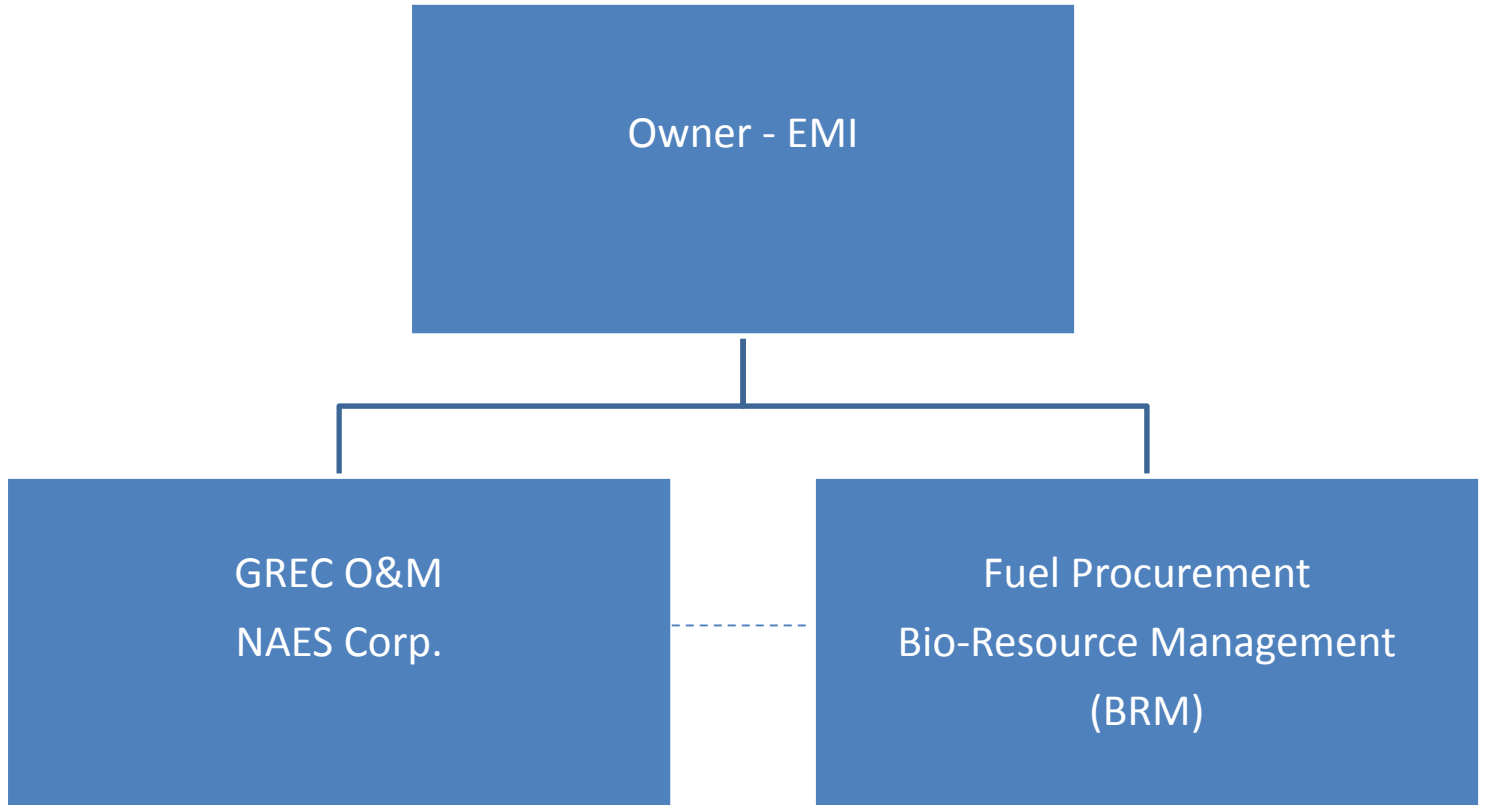 Owner - EMI
GREC O&M
NAES Corp.
Fuel Procurement
Bio-Resource Management
(BRM)